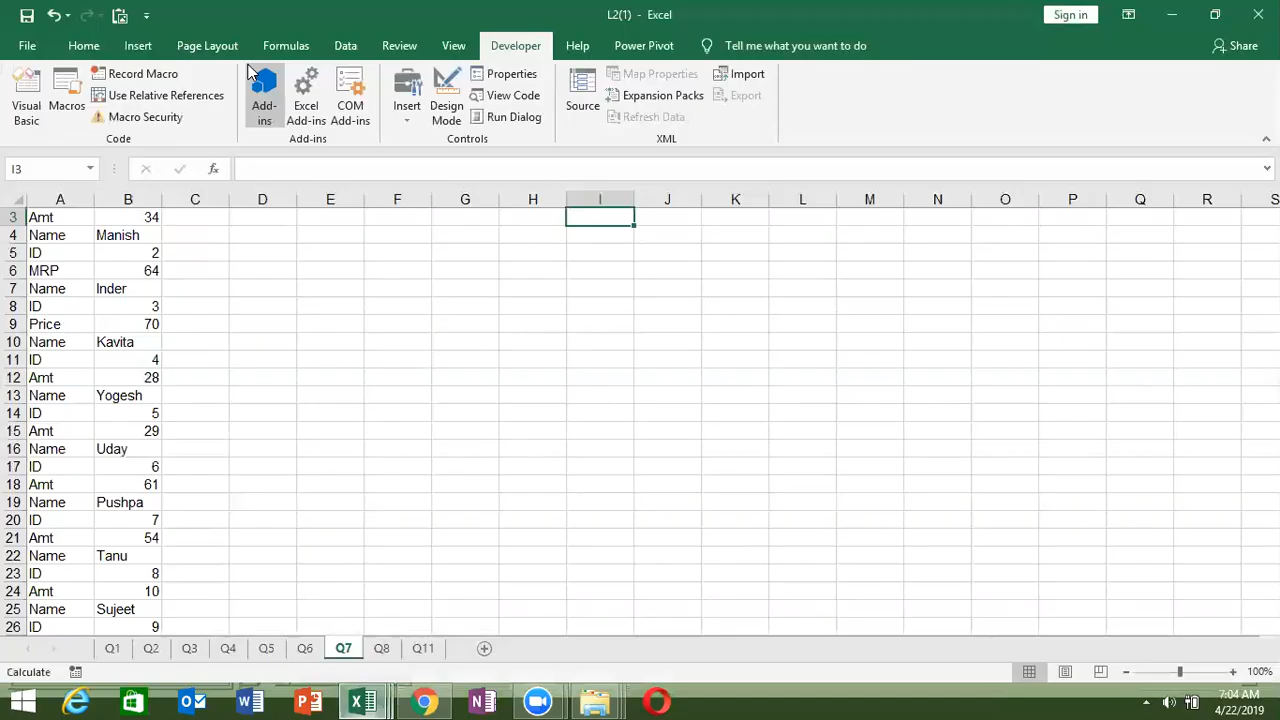 L2(1) - Excel
Sign in
File Home Insert Page Layout Formulas Data Review View Developer Help Power Pivot Tell me what you want to do Share
Visual Basic
Macros
Record Macro
Use Relative References
Macro Security
Code
Add-ins
Excel Add-ins
COM Add-ins
Add-ins
Insert
Design Mode
Properties
View Code
Run Dialog
Controls
Source
Map Properties
Expansion Packs
Refresh Data
Import
Export
XML
I3
fx
A B C D E F G H I J K L M N O P Q R S
3 Amt 34
4 Name Manish
5 ID 2
6 MRP 64
7 Name Inder
8 ID 3
9 Price 70
10 Name Kavita
11 ID 4
12 Amt 28
13 Name Yogesh
14 ID 5
15 Amt 29
16 Name Uday
17 ID 6
18 Amt 61
19 Name Pushpa
20 ID 7
21 Amt 54
22 Name Tanu
23 ID 8
24 Amt 10
25 Name Sujeet
26 ID 9
Q1 Q2 Q3 Q4 Q5 Q6 Q7 Q8 Q11
Calculate
100%
7:04 AM
4/22/2019